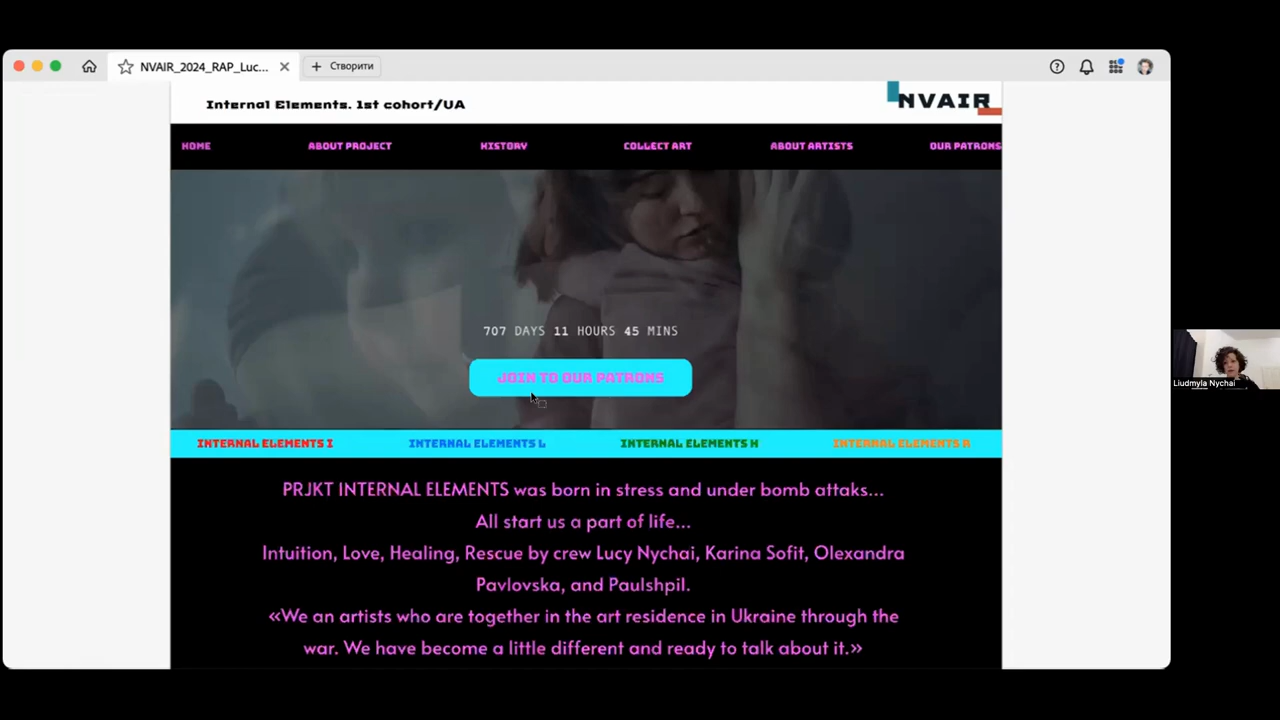 NVAIR_2024_RAP_Luc...
Створити
Internal Elements. 1st cohort/UA
NVAIR
HOME
ABOUT PROJECT
HISTORY
COLLECT ART
ABOUT ARTISTS
OUR PATRONS
707 DAYS 11 HOURS 45 MINS
JOIN TO OUR PATRONS
INTERNAL ELEMENTS I
INTERNAL ELEMENTS L
INTERNAL ELEMENTS H
INTERNAL ELEMENTS R
PRJKT INTERNAL ELEMENTS was born in stress and under bomb attaks...
All start us a part of life...
Intuition, Love, Healing, Rescue by crew Lucy Nychai, Karina Sofit, Olexandra
Pavlovska, and Paulshpil.
«We an artists who are together in the art residence in Ukraine through the
war. We have become a little different and ready to talk about it.»
Liudmyla Nychai